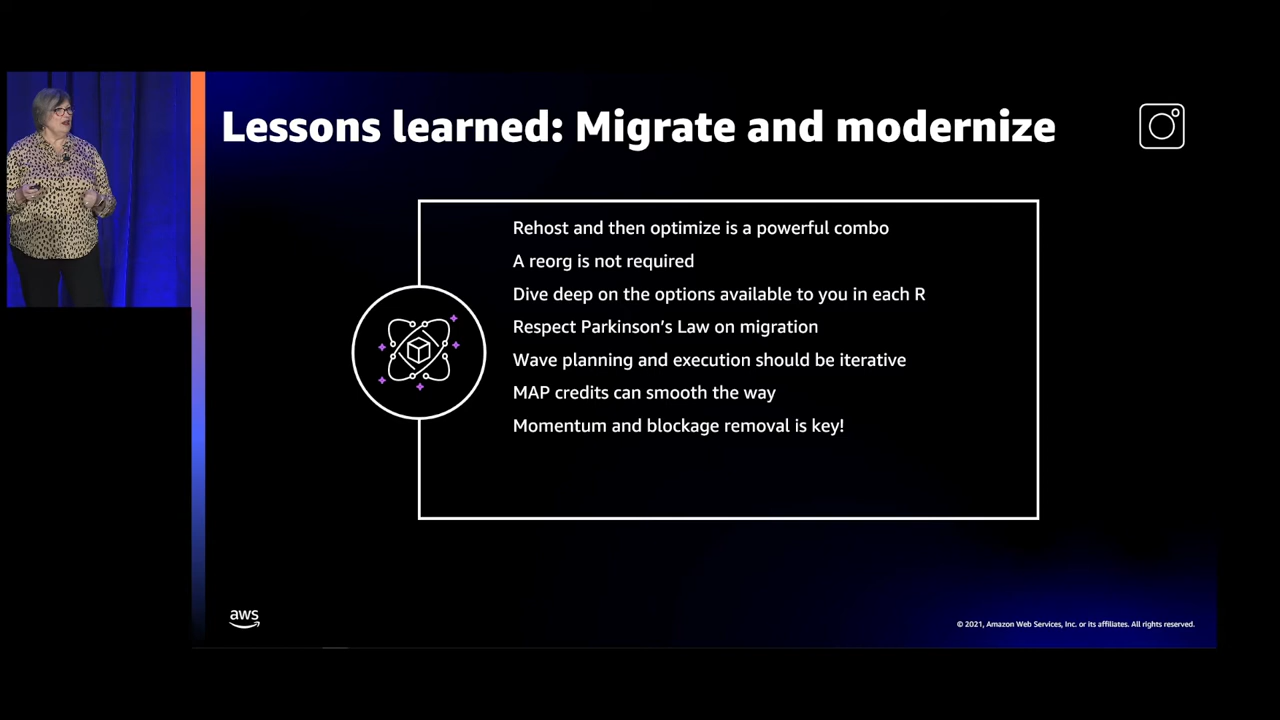 Lessons learned: Migrate and modernize
Rehost and then optimize is a powerful combo
A reorg is not required
Dive deep on the options available to you in each R
Respect Parkinson's Law on migration
Wave planning and execution should be iterative
MAP credits can smooth the way
Momentum and blockage removal is key!
aws
© 2021, Amazon Web Services, Inc. or its affiliates. All rights reserved.